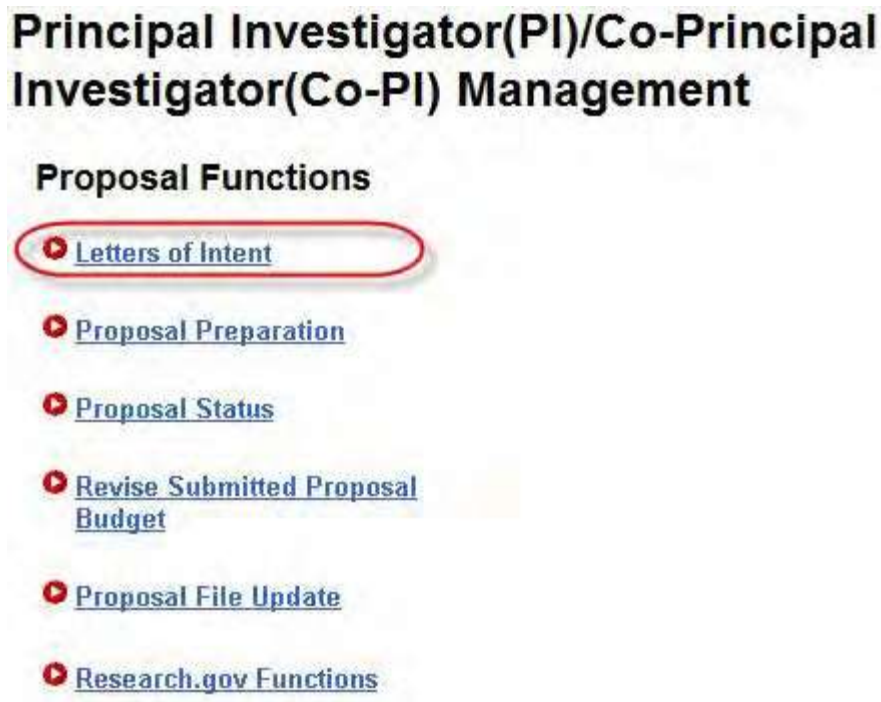 Principal Investigator(PI)/Co-Principal
Investigator(Co-PI) Management
Proposal Functions
Letters of Intent
Proposal Preparation
Proposal Status
Revise Submitted Proposal
Budget
Proposal File Update
Research.gov Functions